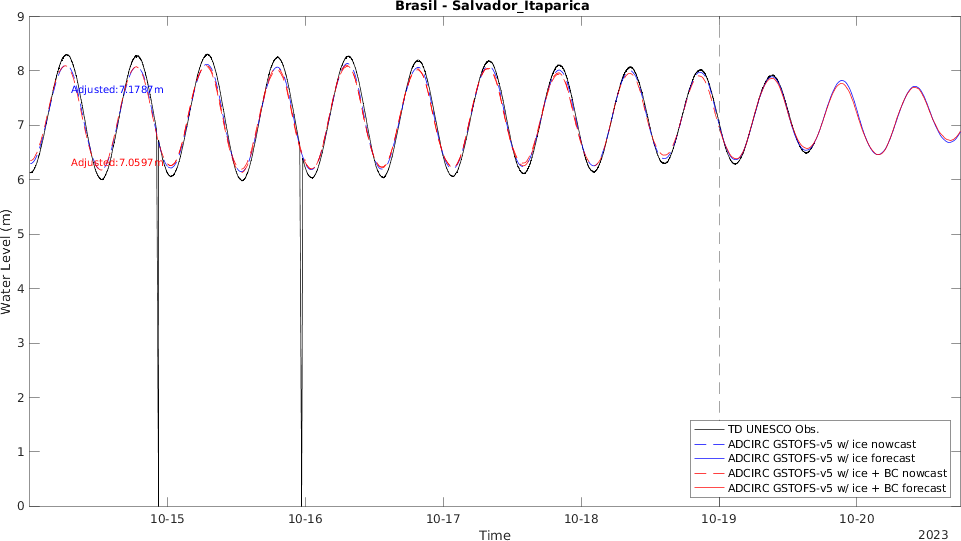 Brasil - Salvador_Itaparica
Water Level (m)
9
8
7
6
5
4
3
2
1
0
Adjusted:7.1787m
Adjusted:7.0597m
TD UNESCO Obs.
ADCIRC GSTOFS-v5 w/ ice nowcast
ADCIRC GSTOFS-v5 w/ ice forecast
ADCIRC GSTOFS-v5 w/ ice + BC nowcast
ADCIRC GSTOFS-v5 w/ ice + BC forecast
10-15
10-16
10-17
10-18
10-19
10-20
Time
2023